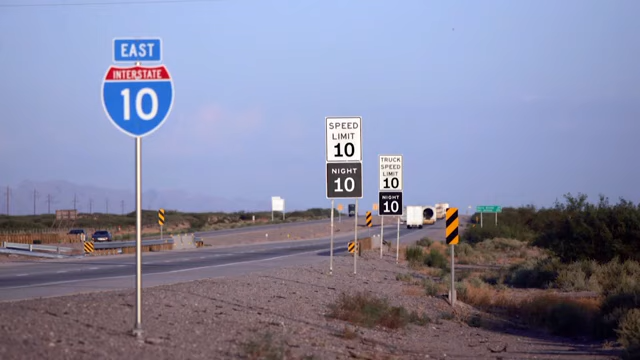 EAST
INTERSTATE
10
SPEED
LIMIT
10
NIGHT
10
TRUCK
SPEED
LIMIT
10
NIGHT
10